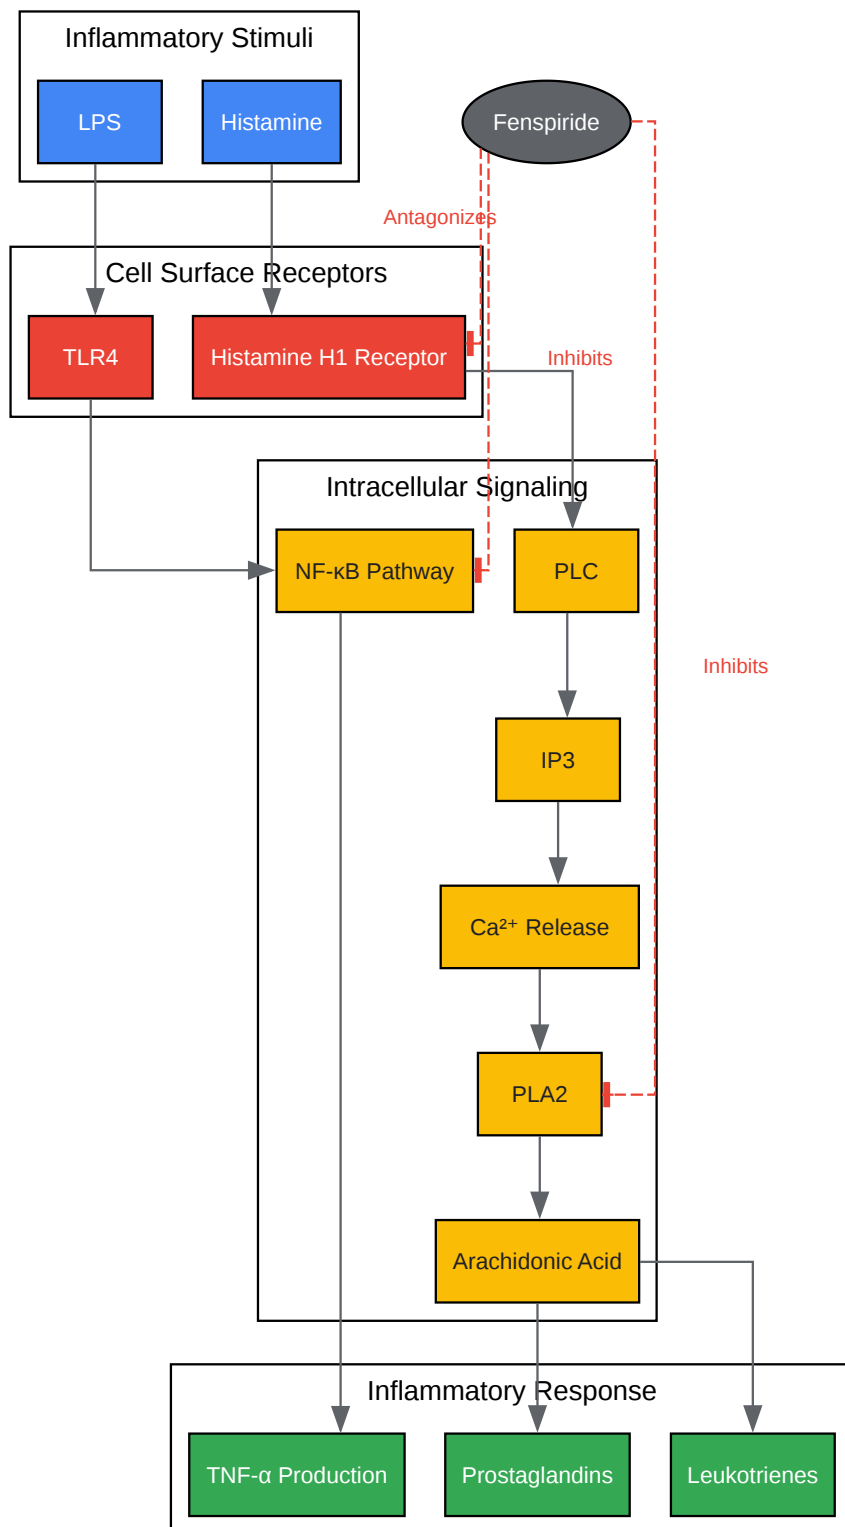 Inflammatory Stimuli
LPS
Histamine
Fenspiride
Antagonizes
Cell Surface Receptors
TLR4
Histamine H1 Receptor
Inhibits
Intracellular Signaling
NF-κB Pathway
PLC
Inhibits
IP3
Ca²⁺ Release
PLA2
Arachidonic Acid
Inflammatory Response
TNF-α Production
Prostaglandins
Leukotrienes